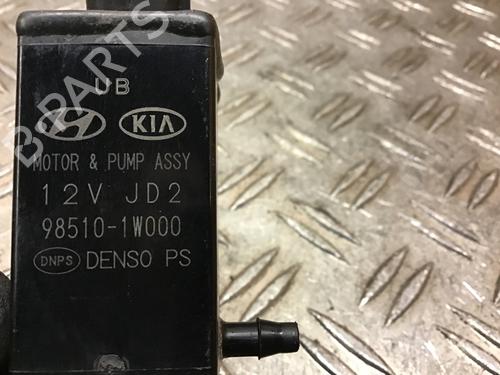 UB
KIA
MOTOR & PUMP ASSY
12V JD2
98510-1W000
DNPS DENSO PS
B-PARTS